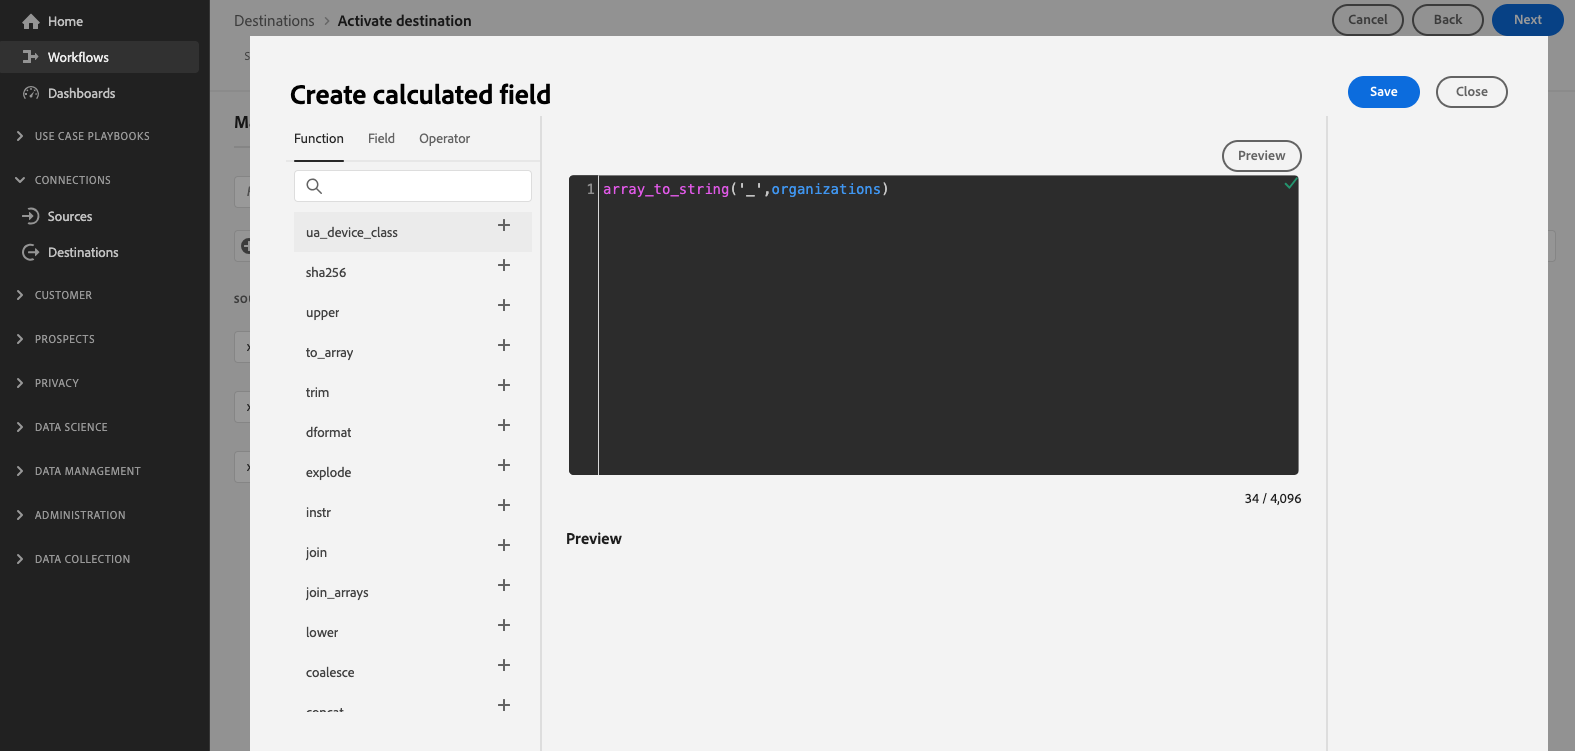 Home
Workflows
Dashboards
USE CASE PLAYBOOKS
CONNECTIONS
Sources
Destinations
CUSTOMER
PROSPECTS
PRIVACY
DATA SCIENCE
DATA MANAGEMENT
ADMINISTRATION
DATA COLLECTION
Destinations > Activate destination
Cancel
Back
Next
Create calculated field
Save
Close
Function Field Operator
ua_device_class
sha256
upper
to_array
trim
dformat
explode
instr
join
join_arrays
lower
coalesce
concat
Preview
1 array_to_string('_',organizations)
34 / 4,096
Preview